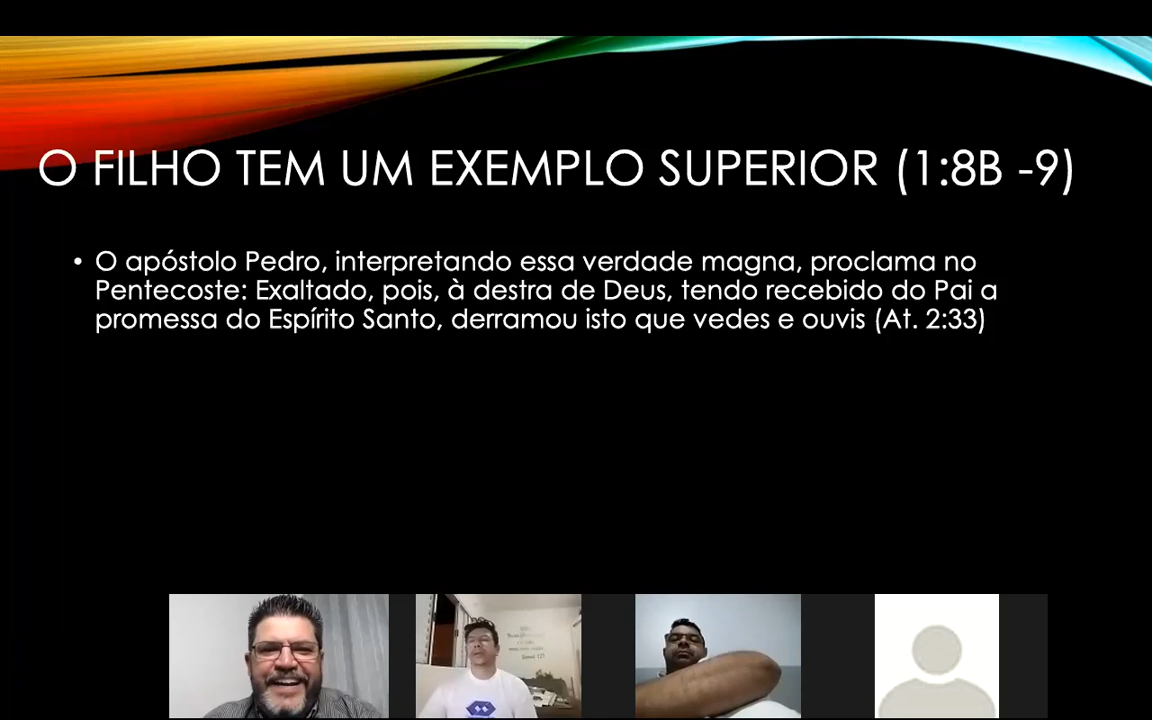 O FILHO TEM UM EXEMPLO SUPERIOR (1:8B -9)
• O apóstolo Pedro, interpretando essa verdade magna, proclama no
Pentecoste: Exaltado, pois, à destra de Deus, tendo recebido do Pai a
promessa do Espírito Santo, derramou isto que vedes e ouvis (At. 2:33)